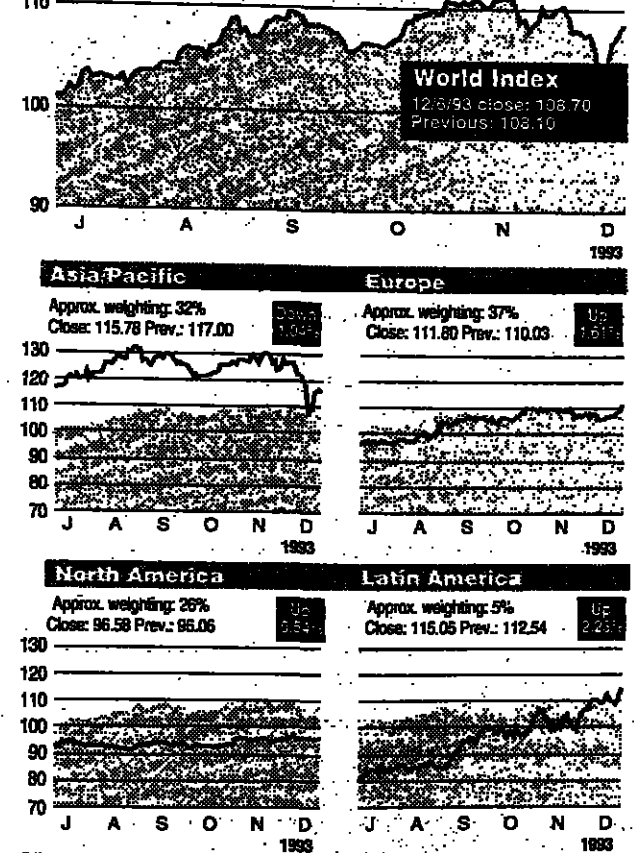 110
World Index
12/6/93 close: 108.70
Previous: 108.10
100
90
J A S O N D
1993
Asia/Pacific
Approx. weighting: 32%
Close: 115.78 Prev.: 117.00
Down
130
120
110
100
90
80
70
J A S O N D
1993
Europe
Approx. weighting: 37%
Close: 111.80 Prev.: 110.03
Up
J A S O N D
1993
North America
Approx. weighting: 26%
Close: 96.58 Prev.: 96.06
Up
130
120
110
100
90
80
70
J A S O N D
1993
Latin America
Approx. weighting: 5%
Close: 115.05 Prev.: 112.54
Up
J A S O N D
1993